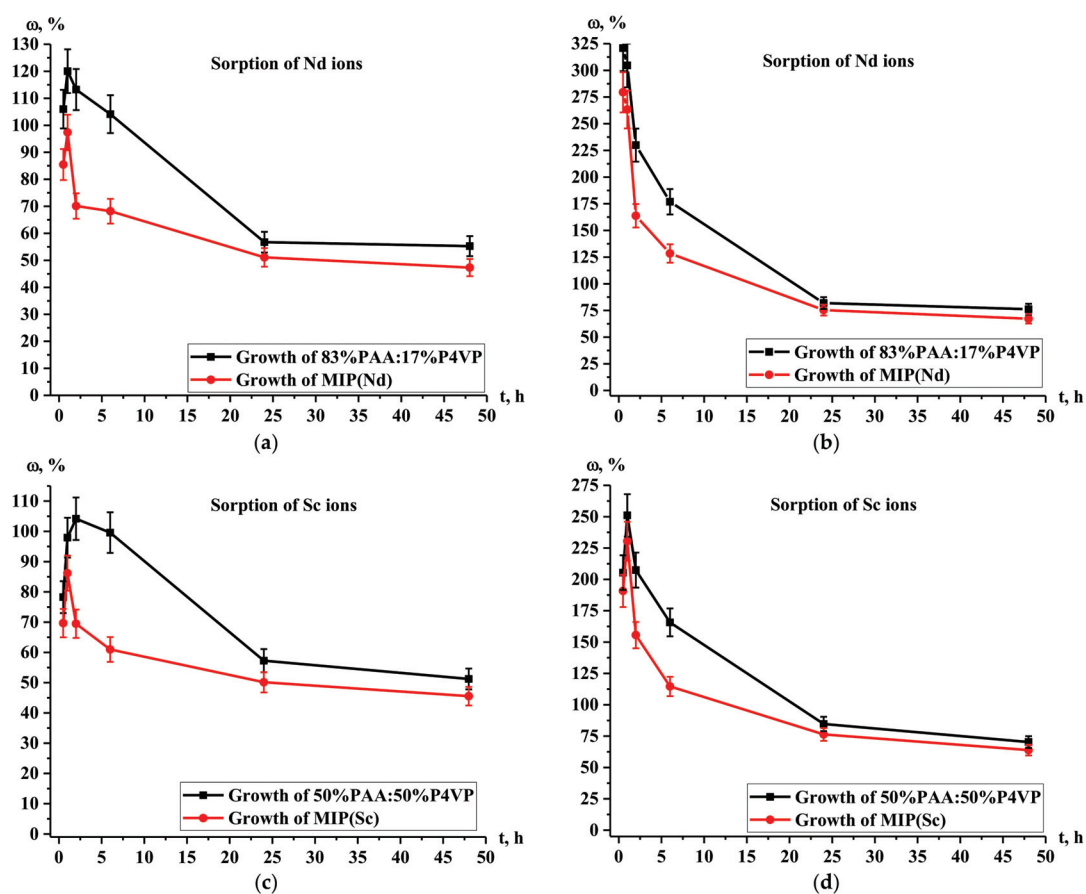 ω, %
130
120
110
100
90
80
70
60
50
40
30
20
10
0
Sorption of Nd ions
Growth of 83%PAA:17%P4VP
Growth of MIP(Nd)
0 5 10 15 20 25 30 35 40 45 50
t, h
(a)
ω, %
325
300
275
250
225
200
175
150
125
100
75
50
25
0
Sorption of Nd ions
Growth of 83%PAA:17%P4VP
Growth of MIP(Nd)
0 5 10 15 20 25 30 35 40 45 50
t, h
(b)
ω, %
110
100
90
80
70
60
50
40
30
20
10
0
Sorption of Sc ions
Growth of 50%PAA:50%P4VP
Growth of MIP(Sc)
0 5 10 15 20 25 30 35 40 45 50
t, h
(c)
ω, %
275
250
225
200
175
150
125
100
75
50
25
0
Sorption of Sc ions
Growth of 50%PAA:50%P4VP
Growth of MIP(Sc)
0 5 10 15 20 25 30 35 40 45 50
t, h
(d)